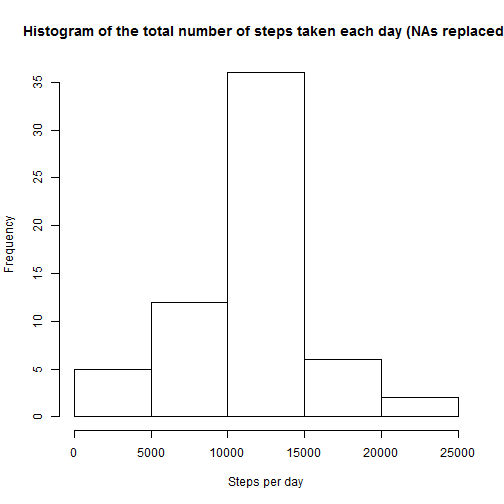 Histogram of the total number of steps taken each day (NAs replaced
35
30
25
20
15
10
5
0
Frequency
0 5000 10000 15000 20000 25000
Steps per day